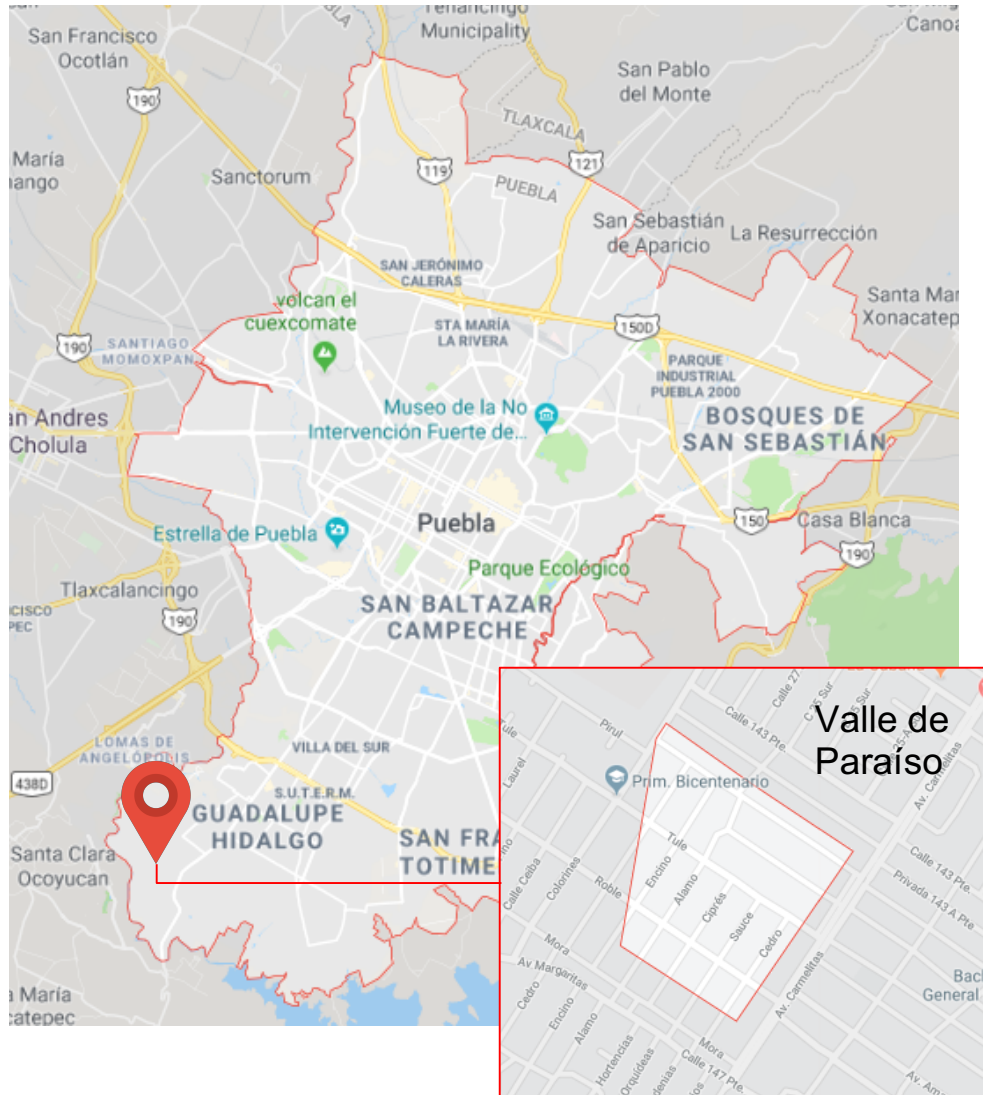 Tenancingo
Municipality
San Francisco
Ocotlán
190
San Pablo
del Monte
TLAXCALA
María
119
121
Sanctorum
PUEBLA
San Sebastián
de Aparicio
La Resurrección
SAN JERÓNIMO
CALERAS
volcan el
cuexcomate
Santa Mar
Xonacatep
STA MARÍA
LA RIVERA
150D
190
SANTIAGO
MOMOXPAN
PARQUE
INDUSTRIAL
PUEBLA 2000
an Andres
Cholula
Museo de la No
Intervención Fuerte de...
BOSQUES DE
SAN SEBASTIÁN
Puebla
150
Casa Blanca
Estrella de Puebla
190
Parque Ecológico
Tlaxcalancingo
SAN BALTAZAR
CAMPECHE
190
LOMAS DE
ANGELÓPOLIS
VILLA DEL SUR
438D
S.U.T.E.R.M.
GUADALUPE
HIDALGO
SAN FRA
TOTIME
Santa Clara
Ocoyucan
a María
catepec
Valle de
Paraíso
Calle 27
C 25 Sur
Calle 143 Pte.
Tule
Pirul
Laurel
Av. Carmelitas
Prim. Bicentenario
Tule
Encino
Alamo
Ciprés
Sauce
Cedro
Calle Ceiba
Colorines
Roble
Calle 143 Pte.
Privada 143 A Pte
Mora
Av Margaritas
Av. Carmelitas
Cedro
Encino
Alamo
Hortencias
Orquídeas
Mora
Calle 147 Pte.
Bac
General